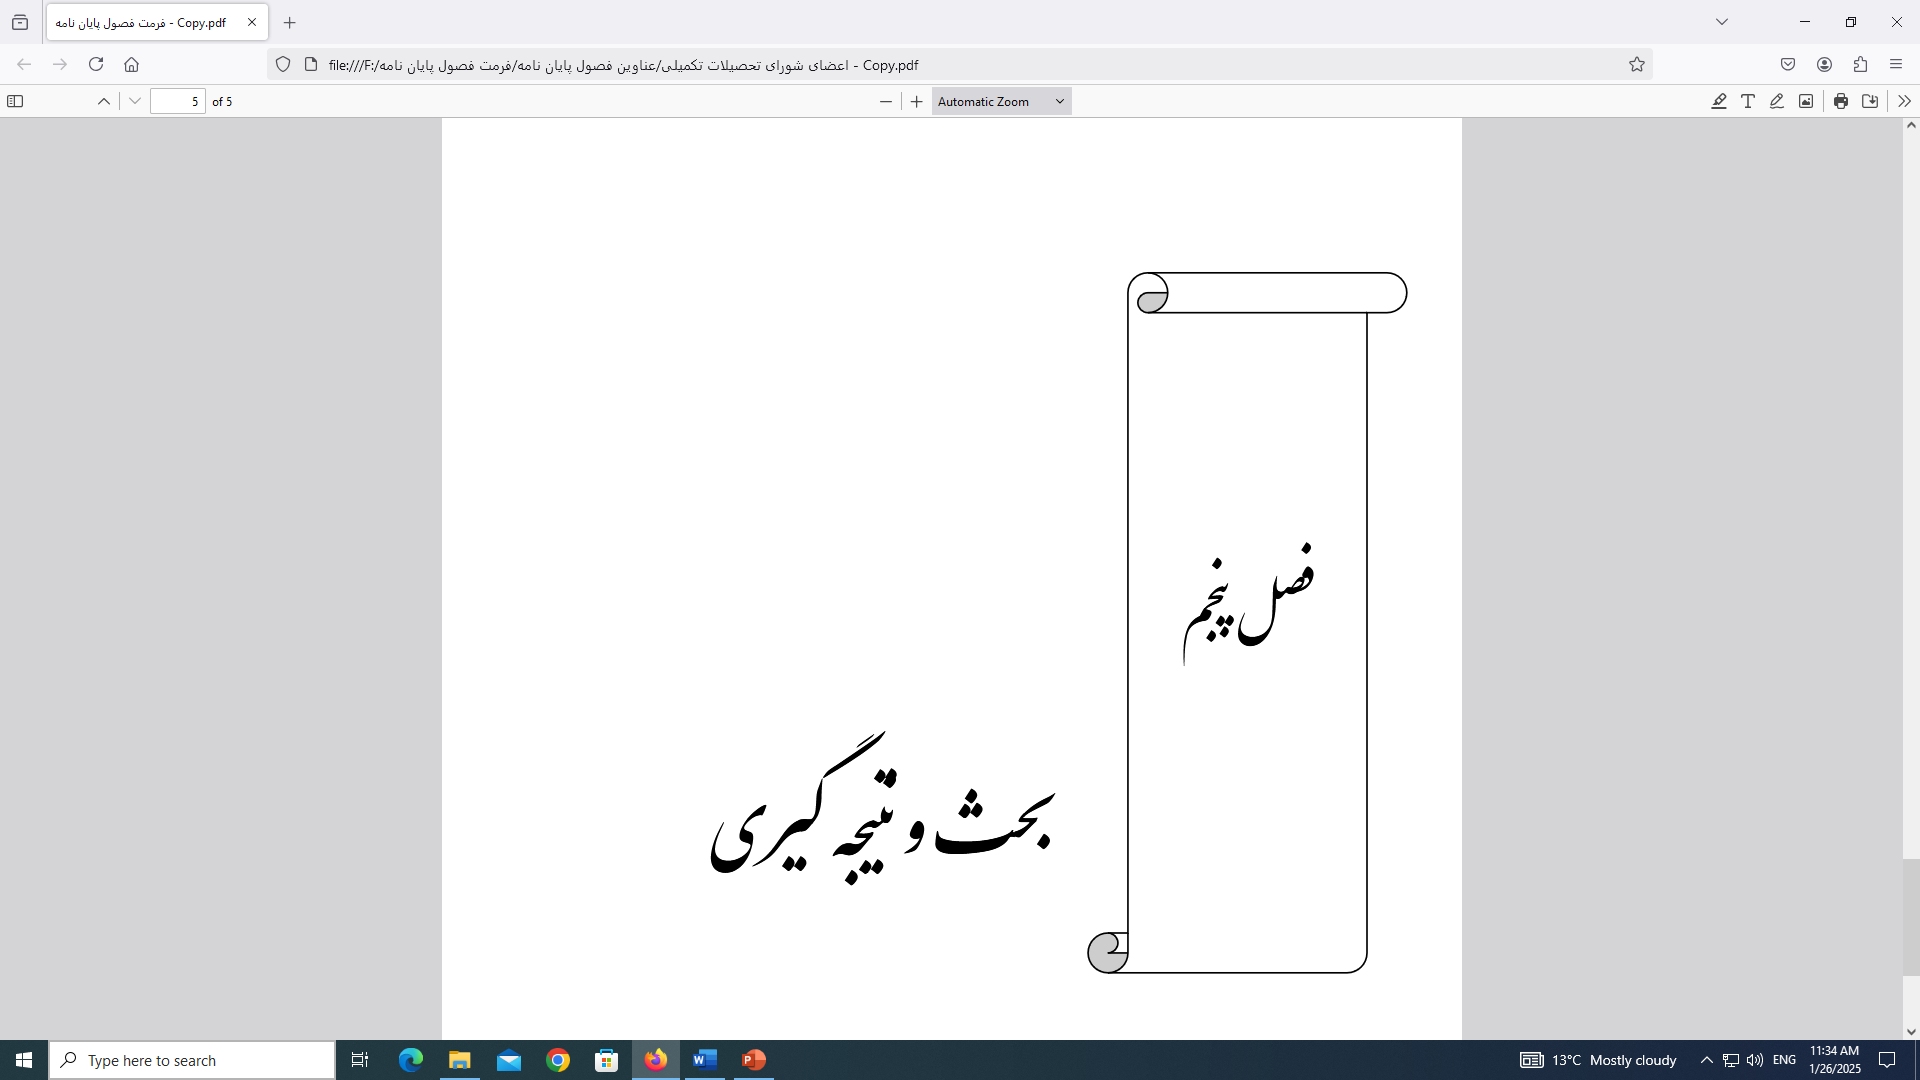 فرمت فصول پایان نامه - Copy.pdf
file:///F:/اعضای شورای تحصیلات تکمیلی/عناوین فصول پایان نامه/فرمت فصول پایان نامه - Copy.pdf
5 of 5
Automatic Zoom
فصل پنجم
بحث و نتیجه گیری
Type here to search
13°C Mostly cloudy
ENG
11:34 AM
1/26/2025